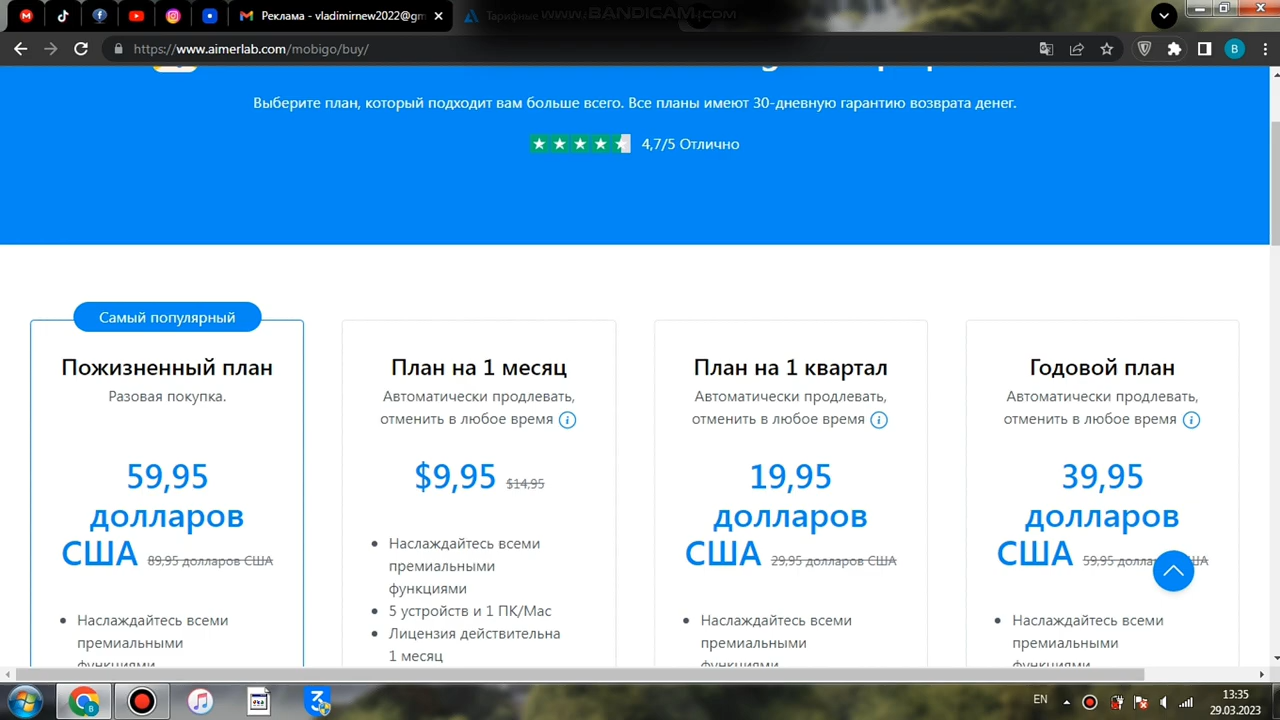 Реклама - vladimirnew2022@gm
Тарифные
WWW.BANDICAM.COM
https://www.aimerlab.com/mobigo/buy/
B
Выберите план, который подходит вам больше всего. Все планы имеют 30-дневную гарантию возврата денег.
4,7/5 Отлично
Самый популярный
Пожизненный план
Разовая покупка.
59,95
долларов
США 89,95 долларов США
Наслаждайтесь всеми
премиальными
функциями
План на 1 месяц
Автоматически продлевать,
отменить в любое время
$9,95 $14,95
Наслаждайтесь всеми
премиальными
функциями
5 устройств и 1 ПК/Mac
Лицензия действительна
1 месяц
План на 1 квартал
Автоматически продлевать,
отменить в любое время
19,95
долларов
США 29,95 долларов США
Наслаждайтесь всеми
премиальными
функциями
Годовой план
Автоматически продлевать,
отменить в любое время
39,95
долларов
США 59,95
Наслаждайтесь всеми
премиальными
функциями
EN
13:35
29.03.2023